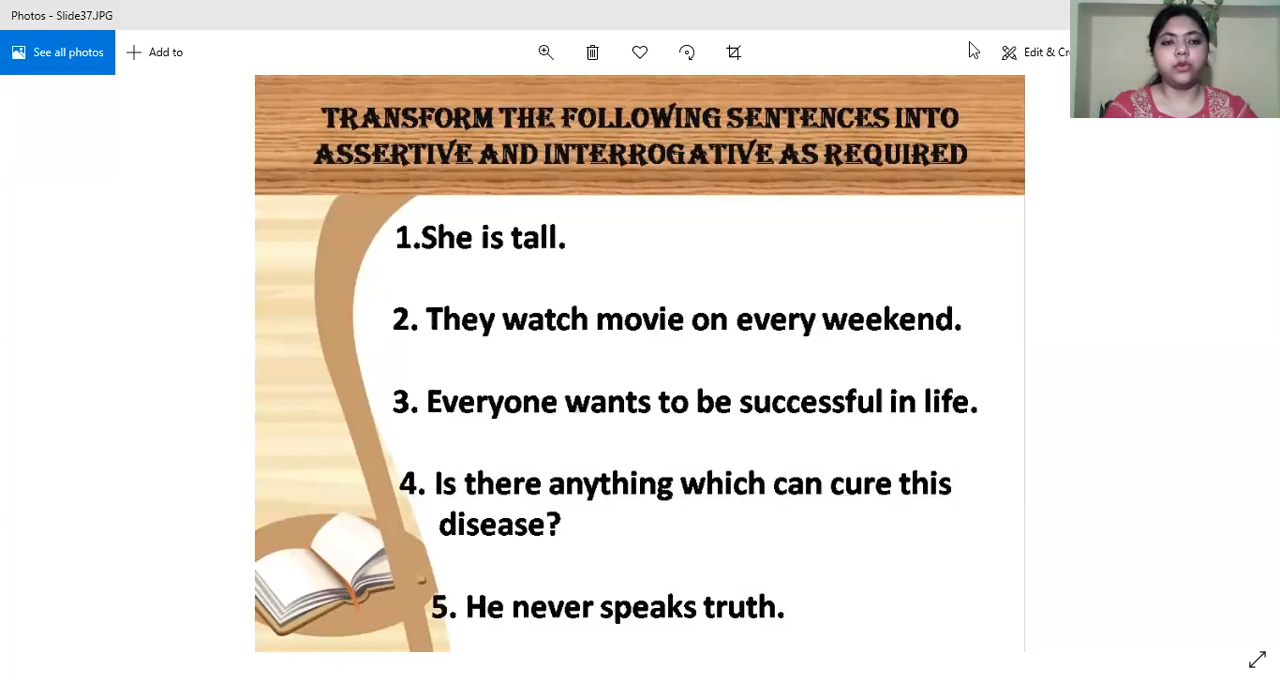 Photos - Slide37.JPG
See all photos
Add to
Edit & Cr
TRANSFORM THE FOLLOWING SENTENCES INTO
ASSERTIVE AND INTERROGATIVE AS REQUIRED
1.She is tall.
2. They watch movie on every weekend.
3. Everyone wants to be successful in life.
4. Is there anything which can cure this
disease?
5. He never speaks truth.